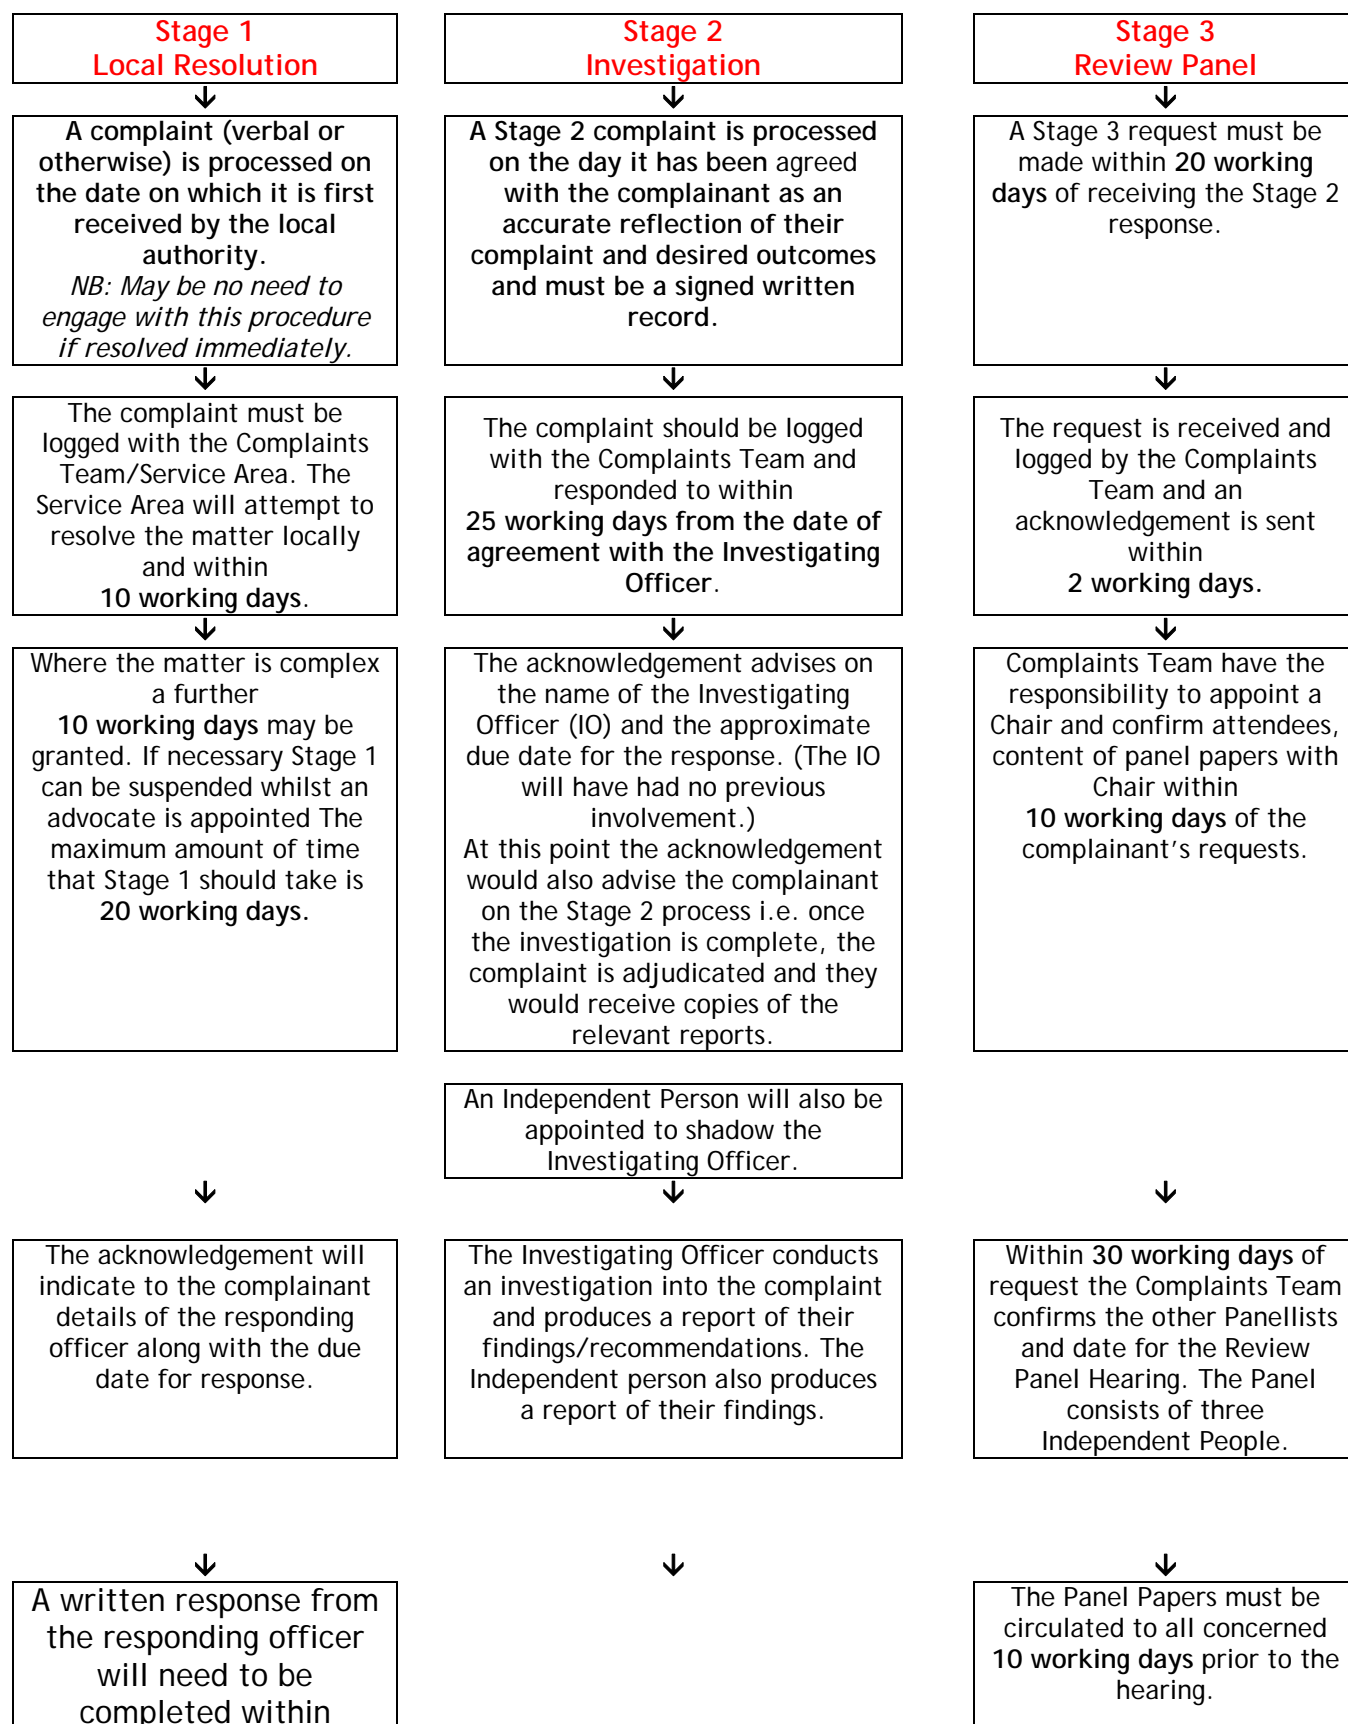 Stage 1
Local Resolution
A complaint (verbal or
otherwise) is processed on
the date on which it is first
received by the local
authority.
NB: May be no need to
engage with this procedure
if resolved immediately.
The complaint must be
logged with the Complaints
Team/Service Area. The
Service Area will attempt to
resolve the matter locally
and within
10 working days.
Where the matter is complex
a further
10 working days may be
granted. If necessary Stage 1
can be suspended whilst an
advocate is appointed The
maximum amount of time
that Stage 1 should take is
20 working days.
The acknowledgement will
indicate to the complainant
details of the responding
officer along with the due
date for response.
A written response from
the responding officer
will need to be
completed within
Stage 2
Investigation
A Stage 2 complaint is processed
on the day it has been agreed
with the complainant as an
accurate reflection of their
complaint and desired outcomes
and must be a signed written
record.
The complaint should be logged
with the Complaints Team and
responded to within
25 working days from the date of
agreement with the Investigating
Officer.
The acknowledgement advises on
the name of the Investigating
Officer (IO) and the approximate
due date for the response. (The IO
will have had no previous
involvement.)
At this point the acknowledgement
would also advise the complainant
on the Stage 2 process i.e. once
the investigation is complete, the
complaint is adjudicated and they
would receive copies of the
relevant reports.
An Independent Person will also be
appointed to shadow the
Investigating Officer.
The Investigating Officer conducts
an investigation into the complaint
and produces a report of their
findings/recommendations. The
Independent person also produces
a report of their findings.
Stage 3
Review Panel
A Stage 3 request must be
made within 20 working
days of receiving the Stage 2
response.
The request is received and
logged by the Complaints
Team and an
acknowledgement is sent
within
2 working days.
Complaints Team have the
responsibility to appoint a
Chair and confirm attendees,
content of panel papers with
Chair within
10 working days of the
complainant's requests.
Within 30 working days of
request the Complaints Team
confirms the other Panellists
and date for the Review
Panel Hearing. The Panel
consists of three
Independent People.
The Panel Papers must be
circulated to all concerned
10 working days prior to the
hearing.